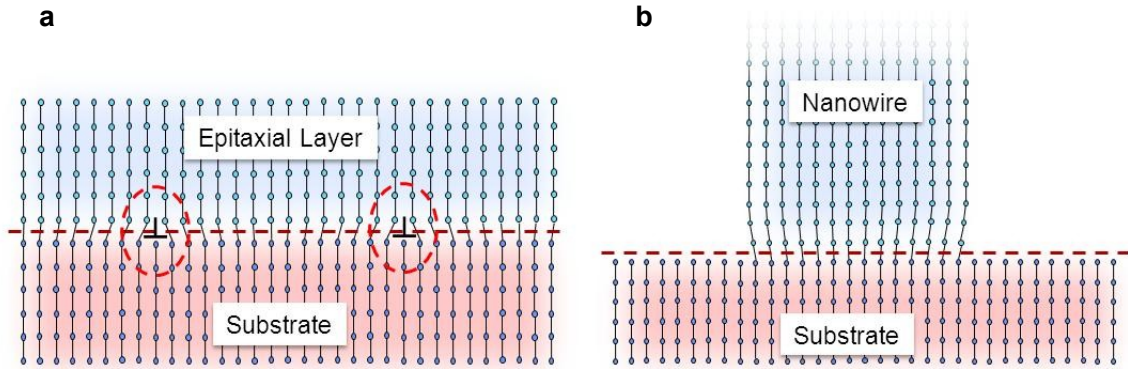 a
b
Epitaxial Layer
Nanowire
Substrate
Substrate